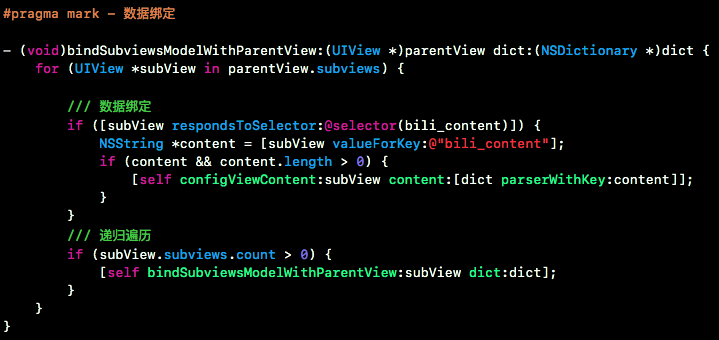 #pragma mark - 数据绑定
- (void)bindSubviewsModelWithParentView:(UIView *)parentView dict:(NSDictionary *)dict {
for (UIView *subView in parentView.subviews) {
/// 数据绑定
if ([subView respondsToSelector:@selector(bili_content)]) {
NSString *content = [subView valueForKey:@"bili_content"];
if (content && content.length > 0) {
[self configViewContent:subView content:[dict parserWithKey:content]];
}
}
/// 递归遍历
if (subView.subviews.count > 0) {
[self bindSubviewsModelWithParentView:subView dict:dict];
}
}
}